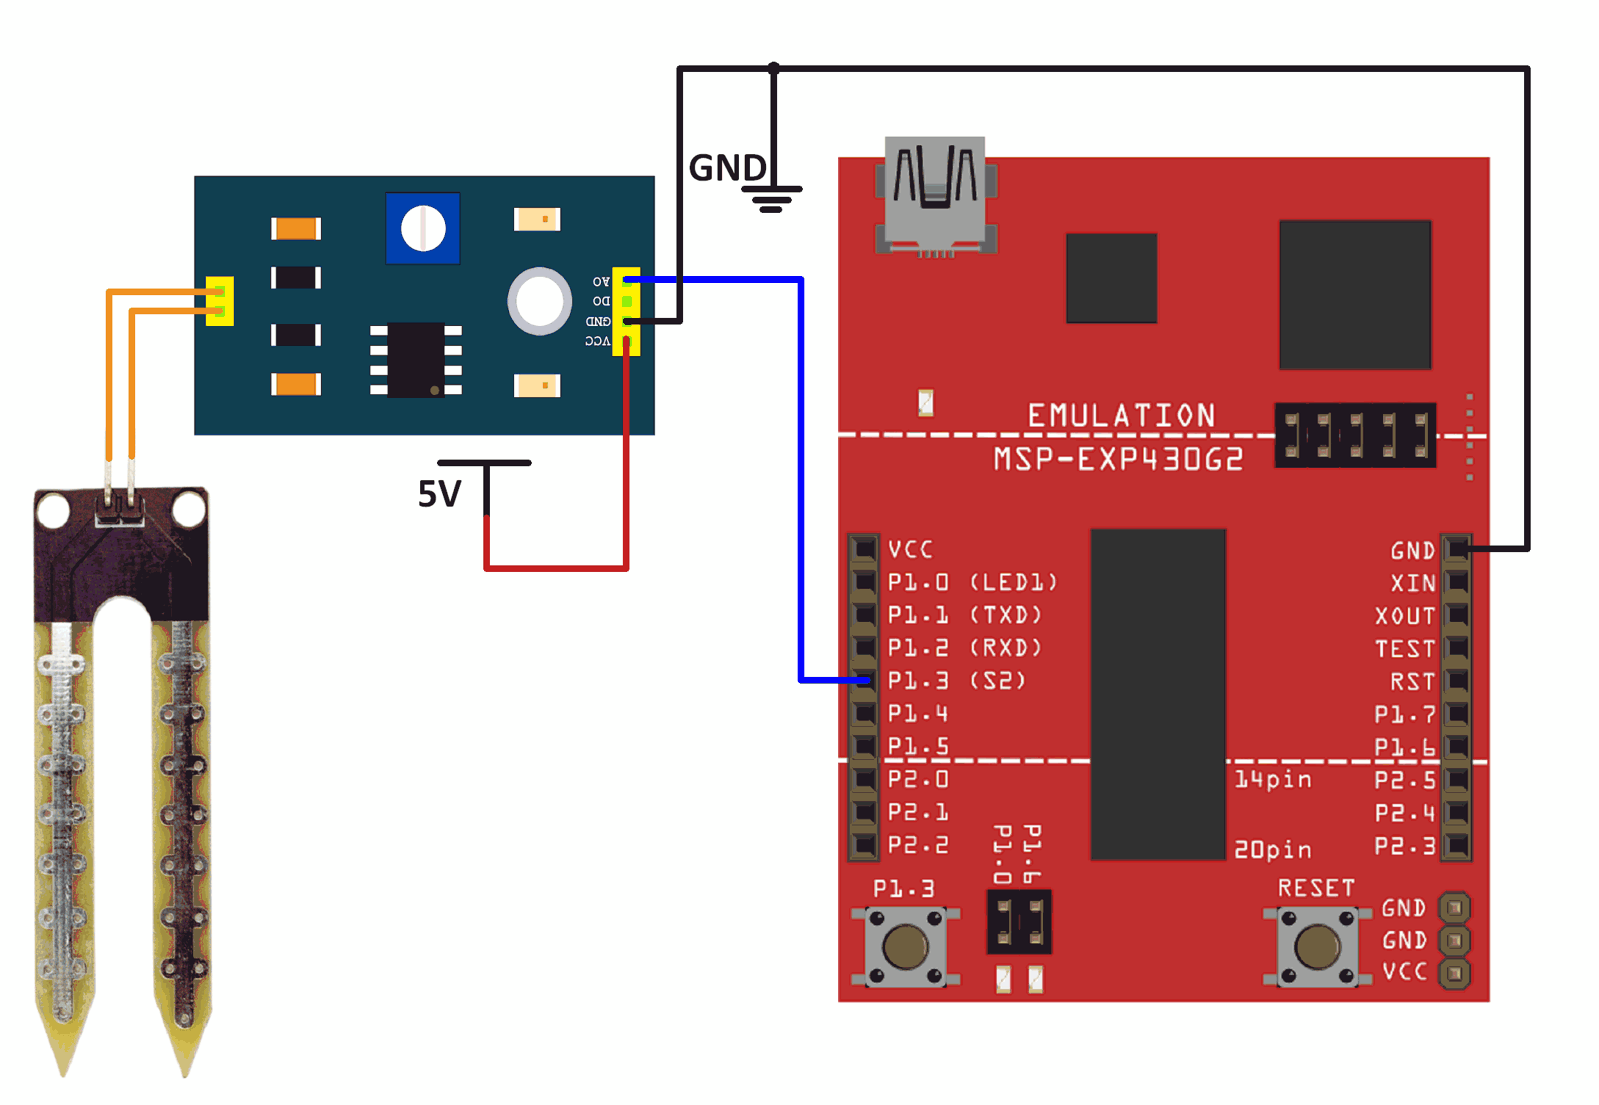 GND
AO
DO
GND
VCC
5V
EMULATION
MSP-EXP430G2
VCC
P1.0 (LED1)
P1.1 (TXD)
P1.2 (RXD)
P1.3 (S2)
P1.4
P1.5
P2.0
P2.1
P2.2
GND
XIN
XOUT
TEST
RST
P1.7
P1.6
P2.5
P2.4
P2.3
14pin
20pin
P1.0
P1.6
P1.3
RESET
GND
GND
VCC